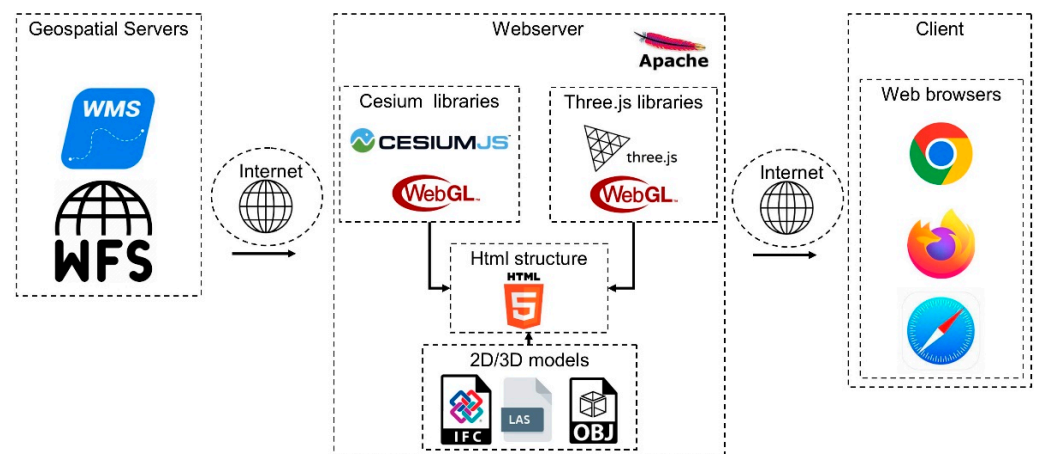 Geospatial Servers
WMS
WFS
Internet
Webserver
Apache
Cesium libraries
CESIUMJS
WebGL
Three.js libraries
three.js
WebGL
Html structure
HTML
5
2D/3D models
IFC
LAS
OBJ
Internet
Client
Web browsers